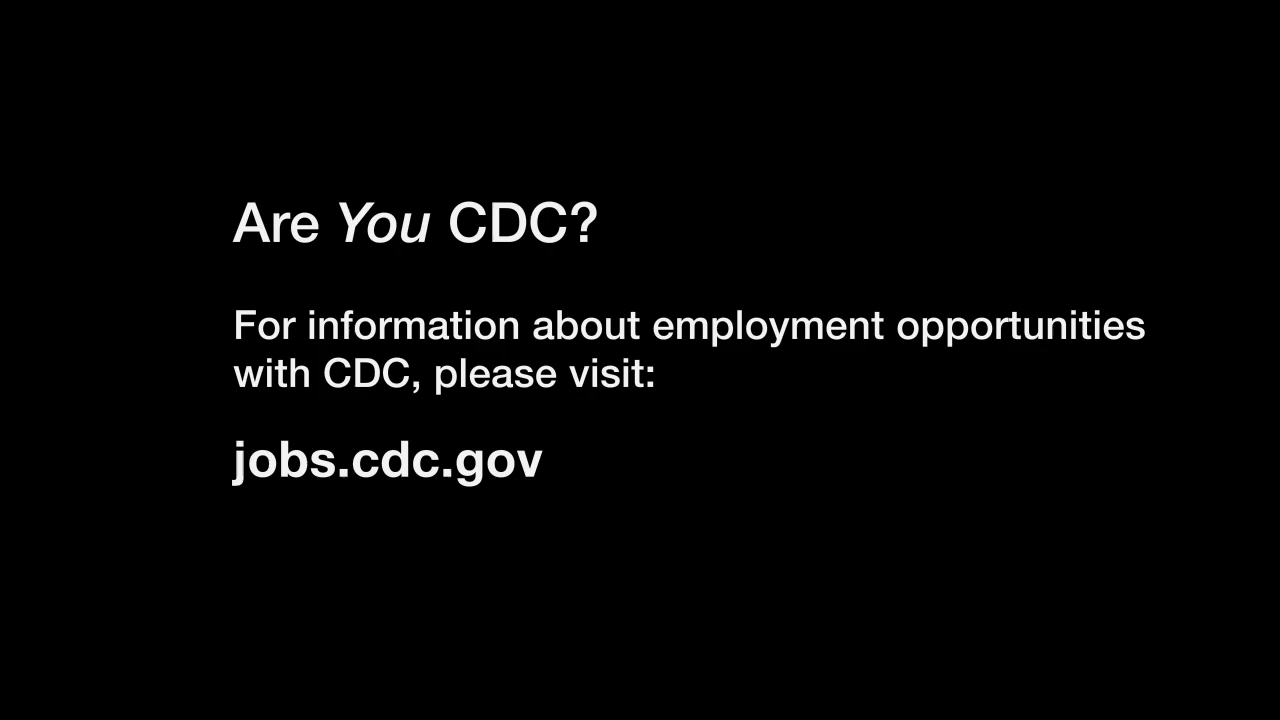 Are You CDC?
For information about employment opportunities
with CDC, please visit:
jobs.cdc.gov